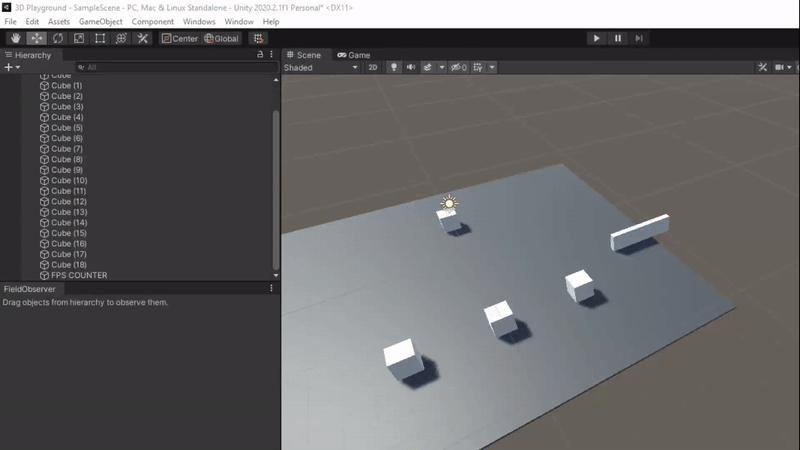 3D Playground - SampleScene - PC, Mac & Linux Standalone - Unity 2020.2.1f1 Personal* <DX11>
File Edit Assets GameObject Component Windows Window Help
Center Global
Hierarchy
Scene Game
All
Shaded 2D 0
Cube
Cube (1)
Cube (2)
Cube (3)
Cube (4)
Cube (5)
Cube (6)
Cube (7)
Cube (8)
Cube (9)
Cube (10)
Cube (11)
Cube (12)
Cube (13)
Cube (14)
Cube (15)
Cube (16)
Cube (17)
Cube (18)
FPS COUNTER
FieldObserver
Drag objects from hierarchy to observe them.